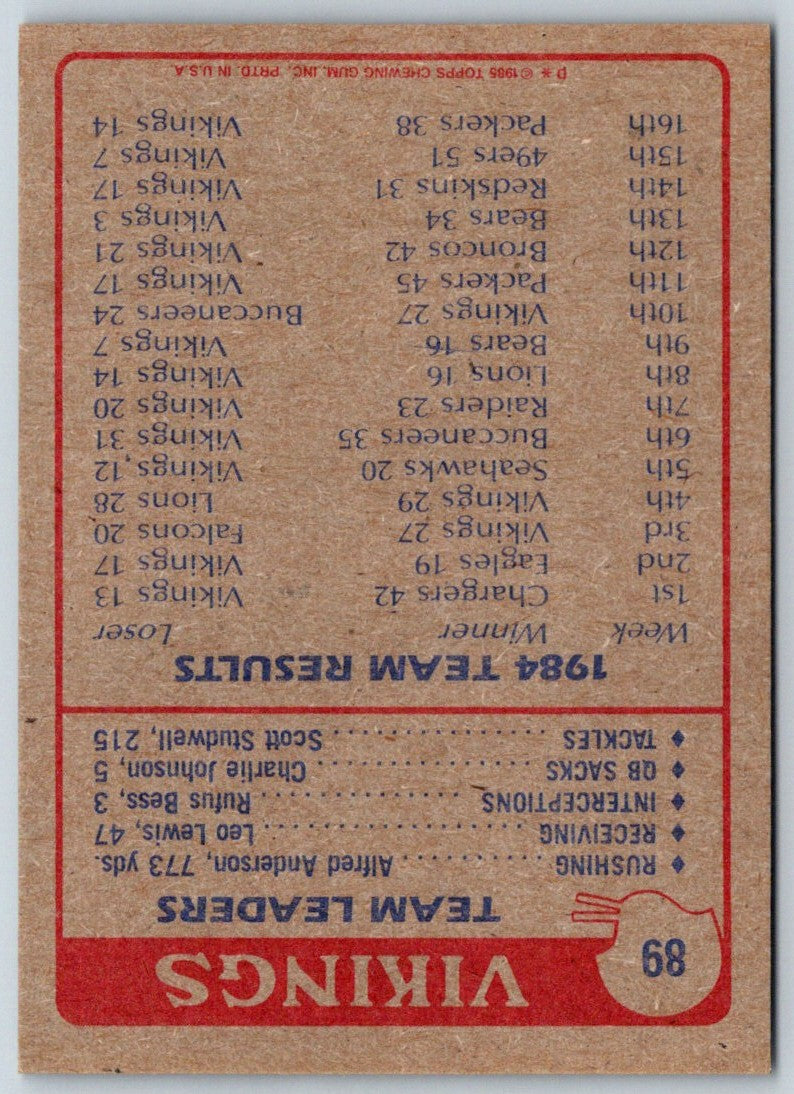 89 VIKINGS
TEAM LEADERS
♦ RUSHING .......... Alfred Anderson, 773 yds.
♦ RECEIVING .......................... Leo Lewis, 47
♦ INTERCEPTIONS ................. Rufus Bess, 3
♦ QB SACKS .................. Charlie Johnson, 5
♦ TACKLES ................. Scott Studwell, 215
1984 TEAM RESULTS
Week Winner Loser
1st Chargers 42 Vikings 13
2nd Eagles 19 Vikings 17
3rd Vikings 27 Falcons 20
4th Vikings 29 Lions 28
5th Seahawks 20 Vikings 12
6th Buccaneers 35 Vikings 31
7th Raiders 23 Vikings 20
8th Lions 16 Vikings 14
9th Bears 16 Vikings 7
10th Vikings 27 Buccaneers 24
11th Packers 45 Vikings 17
12th Broncos 42 Vikings 21
13th Bears 34 Vikings 3
14th Redskins 31 Vikings 17
15th 49ers 51 Vikings 7
16th Packers 38 Vikings 14
D * © 1985 TOPPS CHEWING GUM, INC. PRTD. IN U.S.A